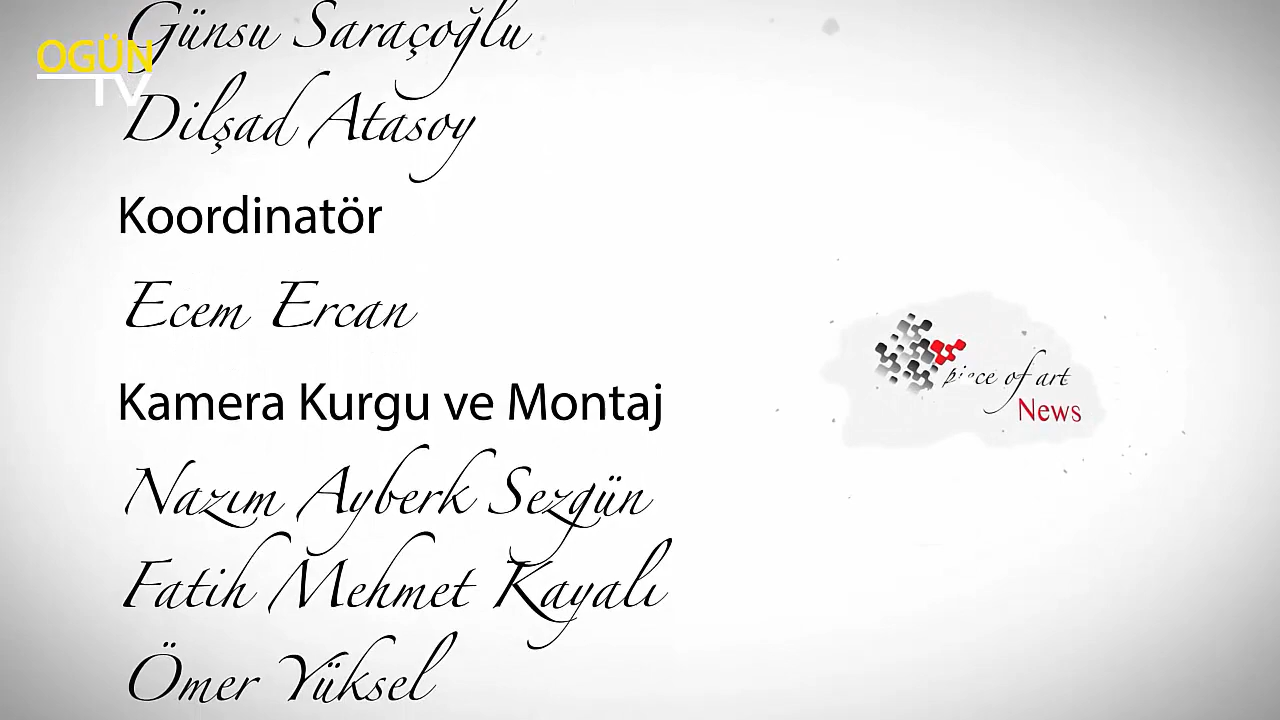 Günsu Saraçoğlu
OGÜN
TV
Dilşad Atasoy
Koordinatör
Ecem Ercan
piece of art
News
Kamera Kurgu ve Montaj
Nazım Ayberk Sezgün
Fatih Mehmet Kayalı
Ömer Yüksel